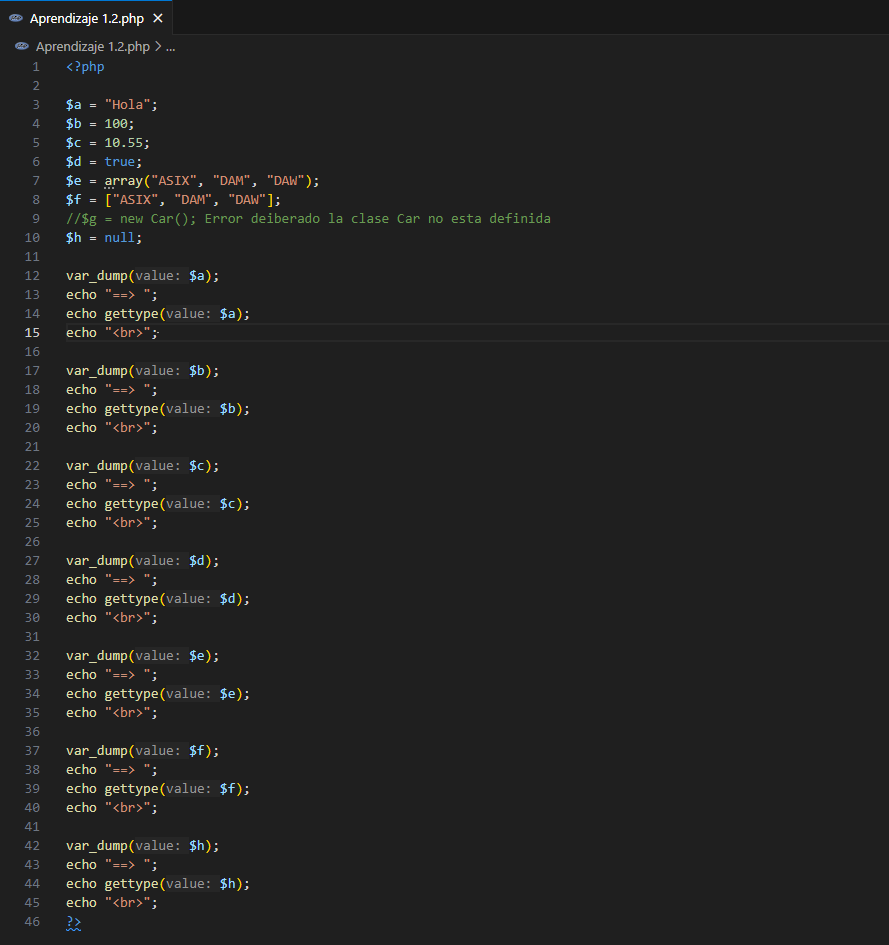 Aprendizaje 1.2.php ×
Aprendizaje 1.2.php > ...
1 <?php
2
3 $a = "Hola";
4 $b = 100;
5 $c = 10.55;
6 $d = true;
7 $e = array("ASIX", "DAM", "DAW");
8 $f = ["ASIX", "DAM", "DAW"];
9 //$g = new Car(); Error deiberado la clase Car no esta definida
10 $h = null;
11
12 var_dump(value: $a);
13 echo "==> ";
14 echo gettype(value: $a);
15 echo "<br>";
16
17 var_dump(value: $b);
18 echo "==> ";
19 echo gettype(value: $b);
20 echo "<br>";
21
22 var_dump(value: $c);
23 echo "==> ";
24 echo gettype(value: $c);
25 echo "<br>";
26
27 var_dump(value: $d);
28 echo "==> ";
29 echo gettype(value: $d);
30 echo "<br>";
31
32 var_dump(value: $e);
33 echo "==> ";
34 echo gettype(value: $e);
35 echo "<br>";
36
37 var_dump(value: $f);
38 echo "==> ";
39 echo gettype(value: $f);
40 echo "<br>";
41
42 var_dump(value: $h);
43 echo "==> ";
44 echo gettype(value: $h);
45 echo "<br>";
46 ?>